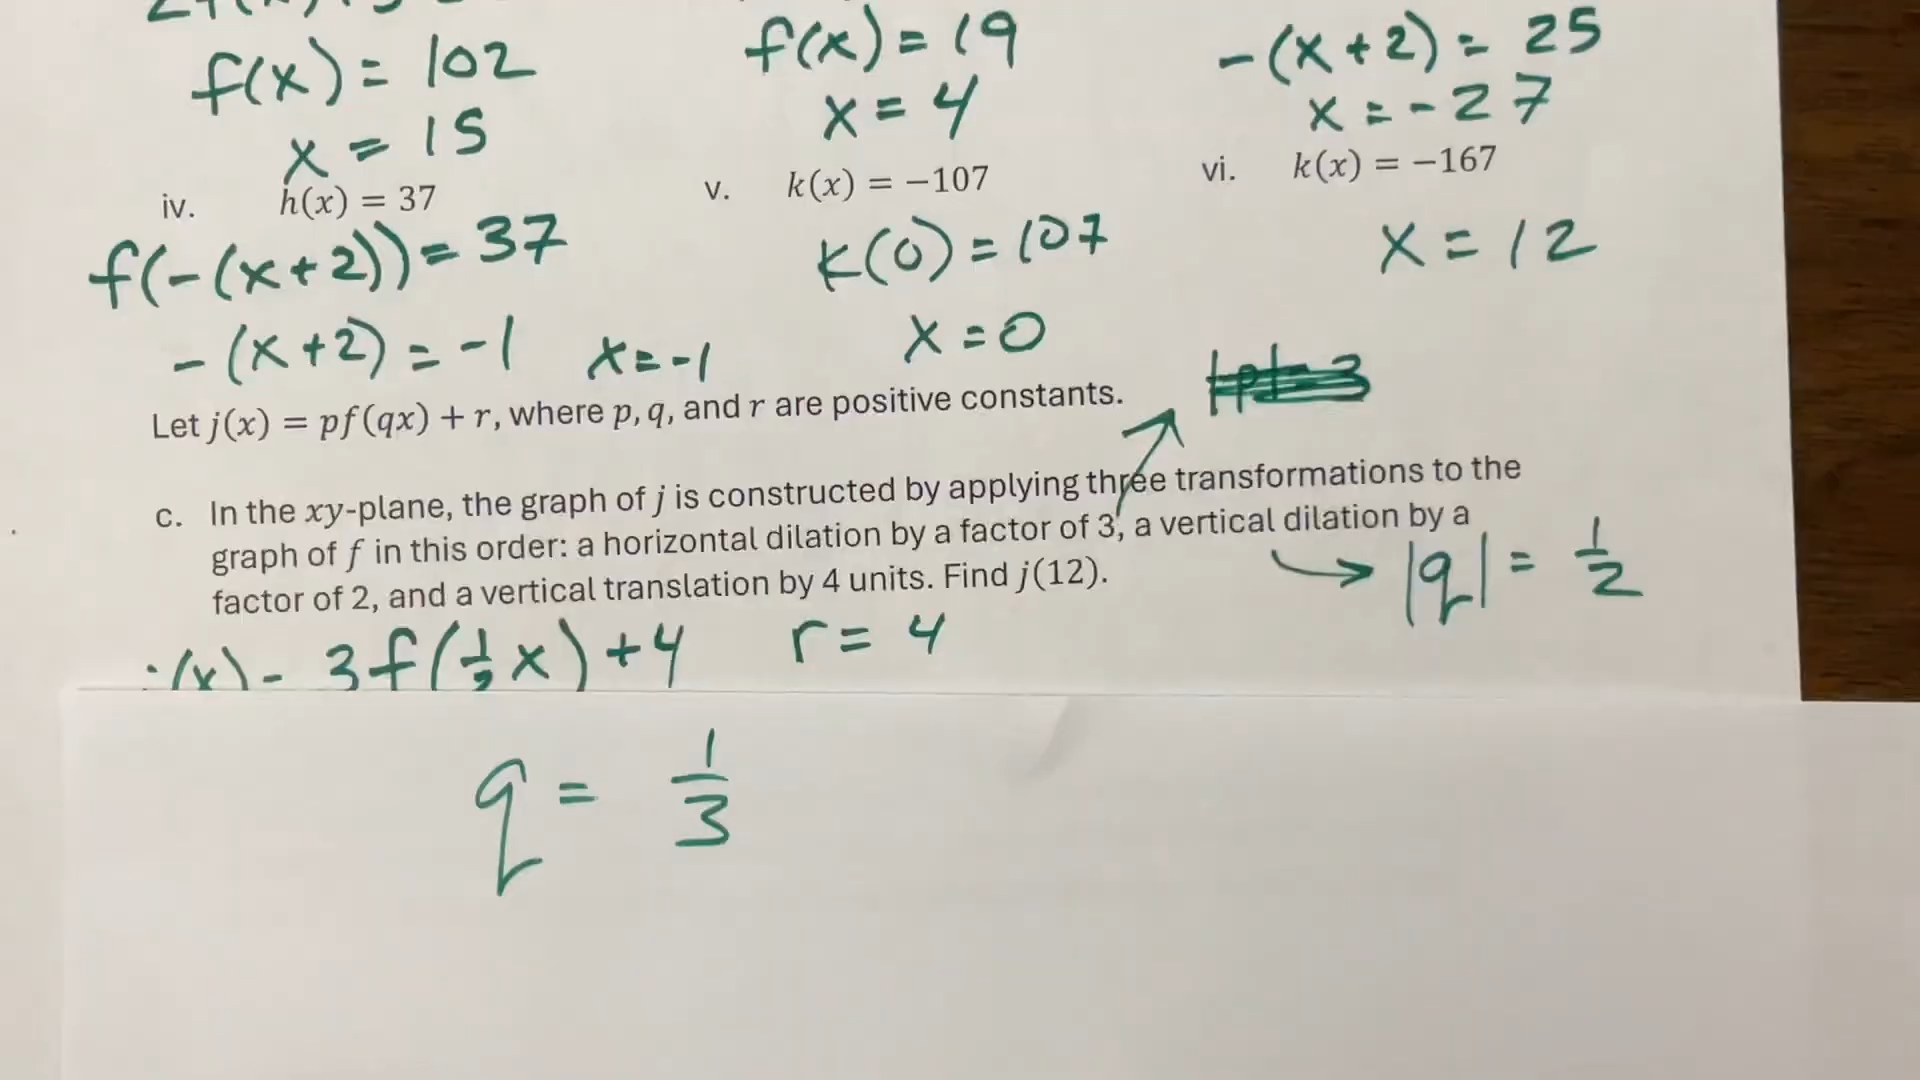 f(x) = 102
f(x) = 19
-(x+2) = 25
x = 15
x = 4
x = -27
iv. h(x) = 37
v. k(x) = −107
vi. k(x) = −167
f(-(x+2)) = 37
k(0) = 107
x = 12
-(x+2) = -1
x = -1
x = 0
Let j(x) = pf(qx) + r, where p, q, and r are positive constants.
c. In the xy-plane, the graph of j is constructed by applying three transformations to the
graph of f in this order: a horizontal dilation by a factor of 3, a vertical dilation by a
factor of 2, and a vertical translation by 4 units. Find j(12).
|q| = 1/2
3f(1/2 x) + 4
r = 4
q = 1/3